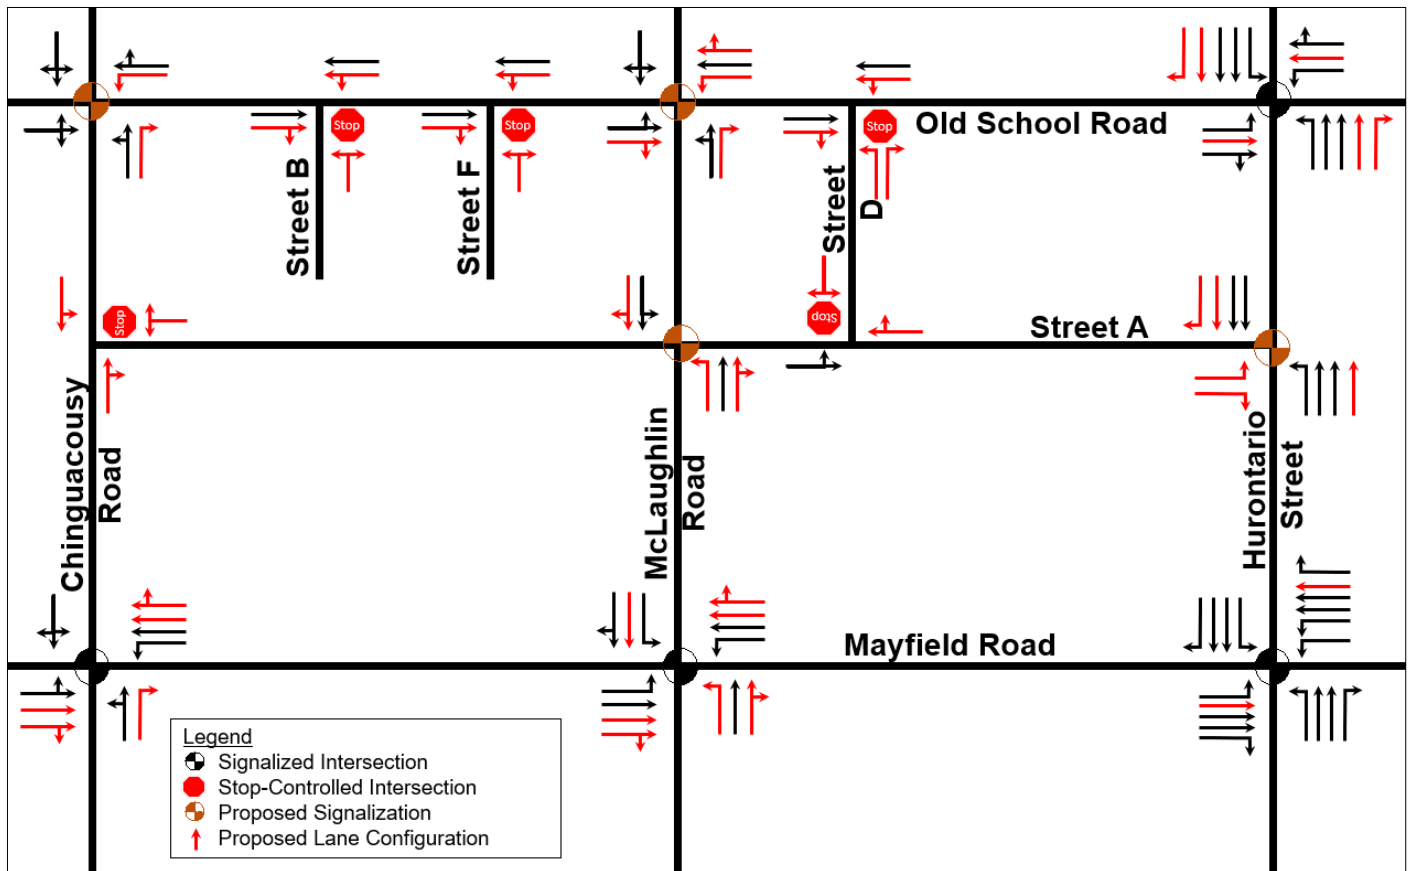 Stop
Stop
Stop
Old School Road
Street B
Street F
Street
D
Stop
Stop
Street A
Chinguacousy
Road
McLaughlin
Road
Hurontario
Street
Mayfield Road
Legend
Signalized Intersection
Stop-Controlled Intersection
Proposed Signalization
Proposed Lane Configuration